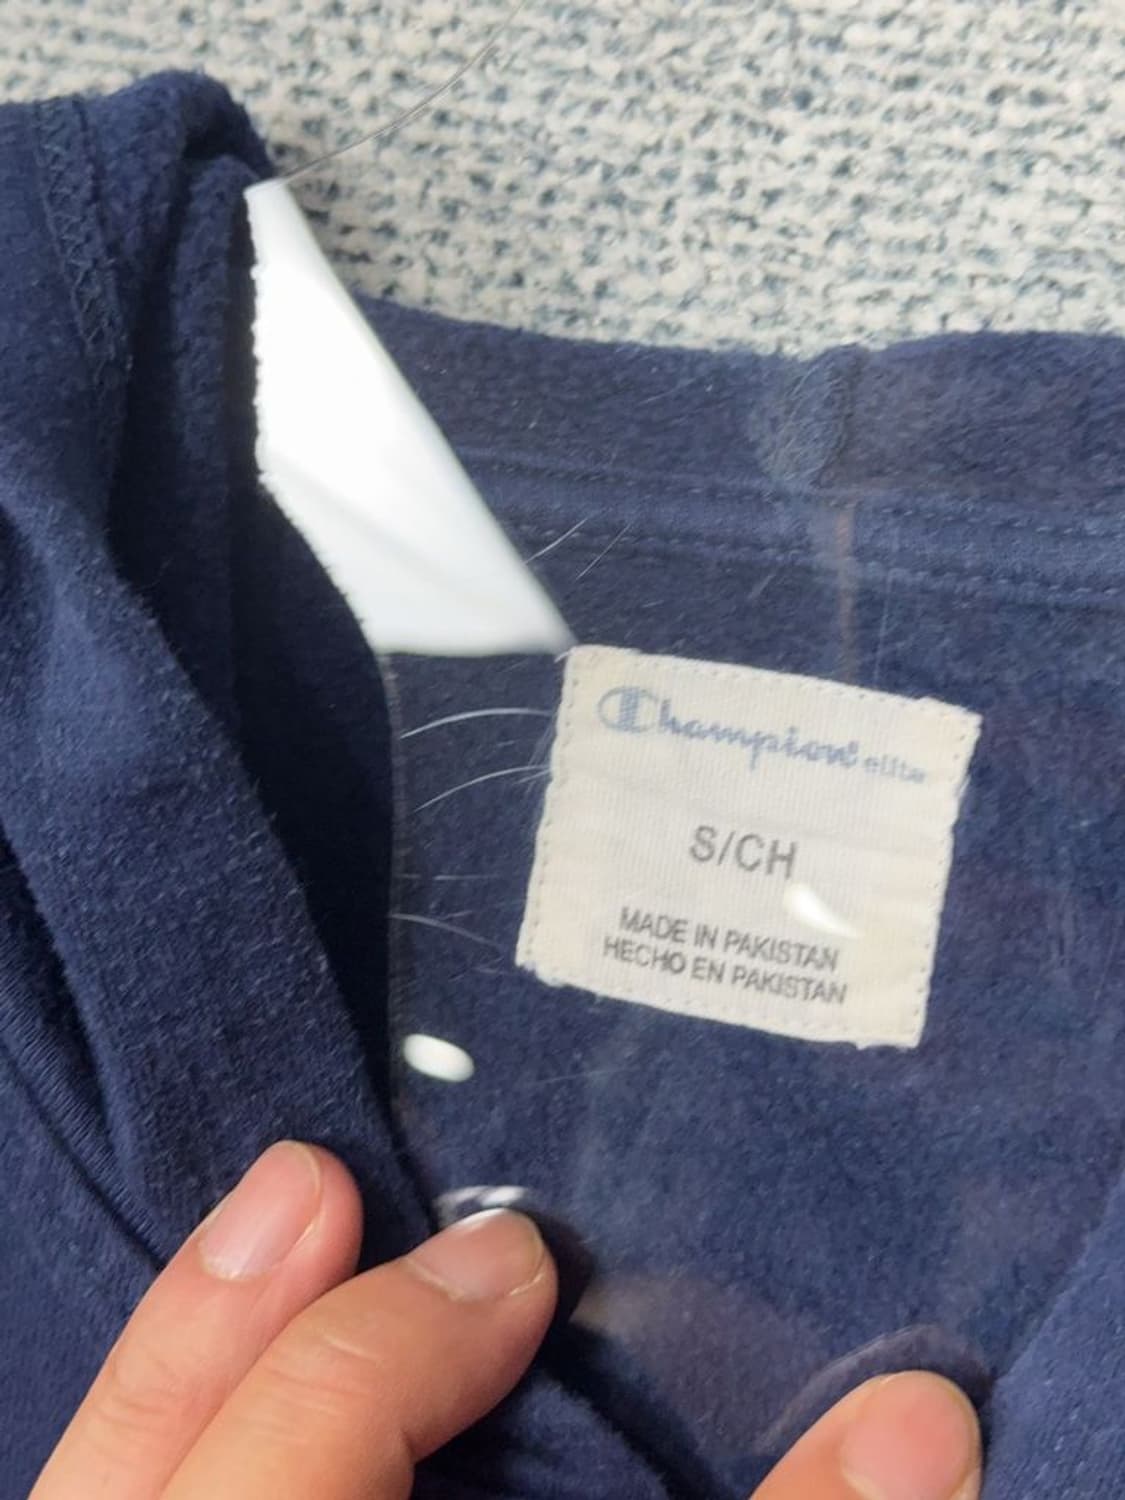 Champion elite
S/CH
MADE IN PAKISTAN
HECHO EN PAKISTAN